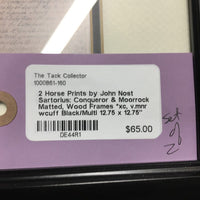 The Tack Collector
1000861-160
2 Horse Prints by John Nost
Sartorius; Conqueror & Moorrock
Matted, Wood Frames "xc, v.mnr
wcuff Black/Multi 12.75 x 12.75"
$65.00
DE44R1
Set
of
2